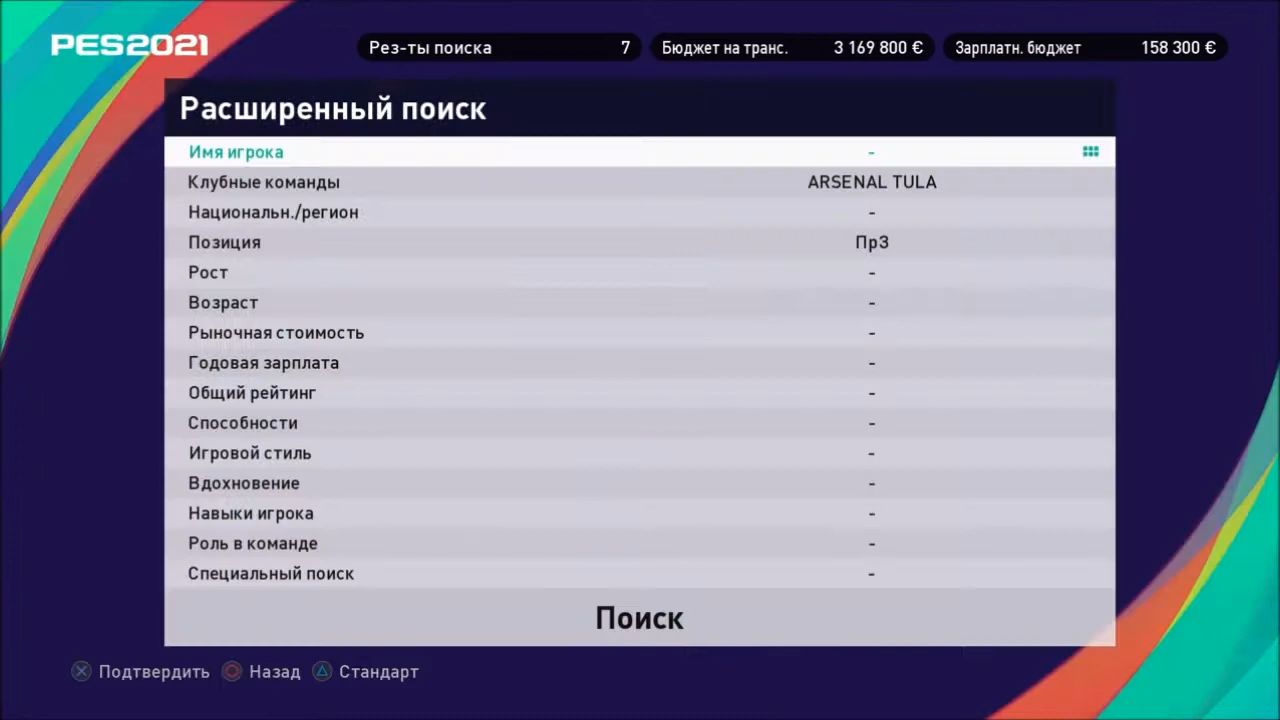 PES2021
Рез-ты поиска 7 Бюджет на транс. 3 169 800 € Зарплатн. бюджет 158 300 €
Расширенный поиск
Имя игрока -
Клубные команды ARSENAL TULA
Национальн./регион -
Позиция ПрЗ
Рост -
Возраст -
Рыночная стоимость -
Годовая зарплата -
Общий рейтинг -
Способности -
Игровой стиль -
Вдохновение -
Навыки игрока -
Роль в команде -
Специальный поиск -
Поиск
Подтвердить Назад Стандарт